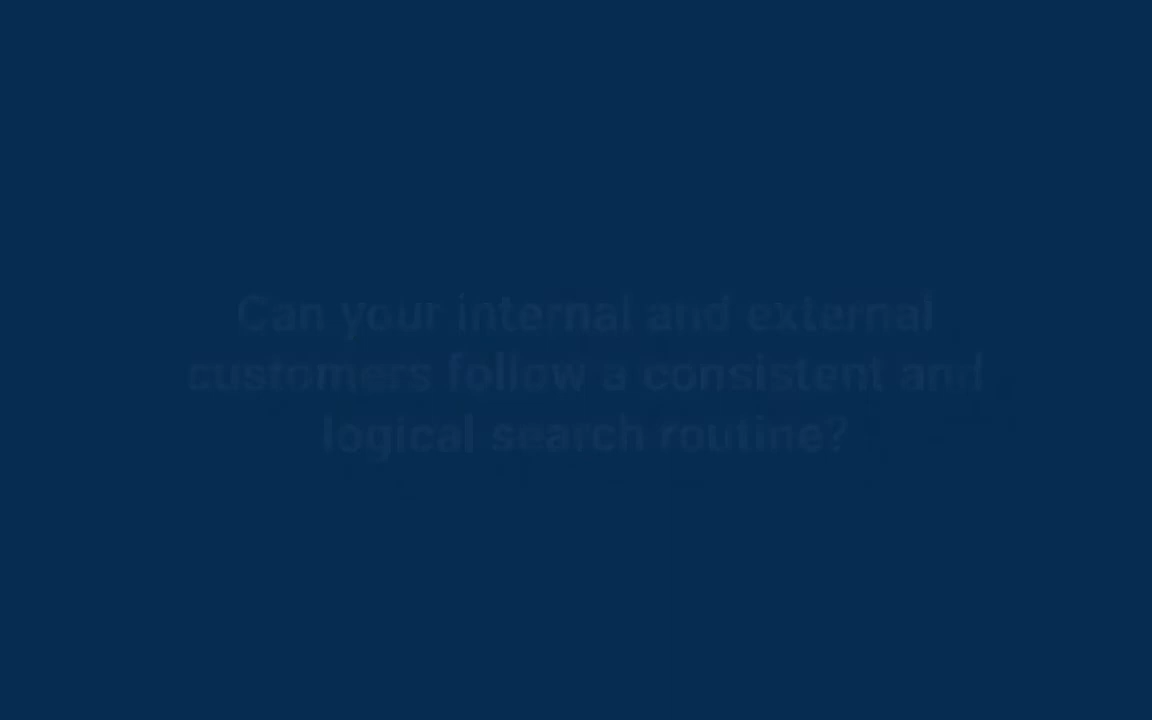 Can your internal and external
customers follow a consistent and
logical search routine?